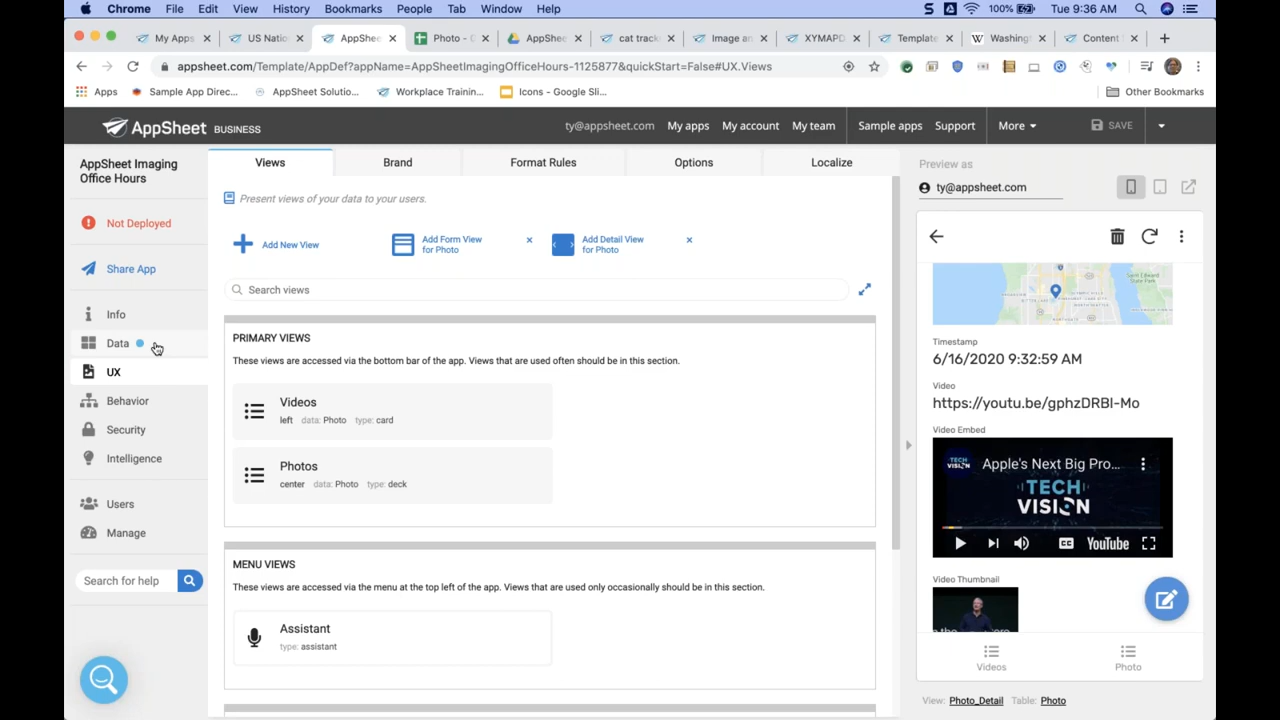 Chrome File Edit View History Bookmarks People Tab Window Help 100% Tue 9:36 AM
My Apps US Natio AppShee Photo - D AppShee cat track Image an XYMAPD Template Washing Content
appsheet.com/Template/AppDef?appName=AppSheetImagingOfficeHours-1125877&quickStart=False#UX.Views
Apps Sample App Direc... AppSheet Solutio... Workplace Trainin... Icons - Google Sli... Other Bookmarks
AppSheet BUSINESS ty@appsheet.com My apps My account My team Sample apps Support More SAVE
AppSheet Imaging
Office Hours
Not Deployed
Share App
Info
Data
UX
Behavior
Security
Intelligence
Users
Manage
Search for help
Views Brand Format Rules Options Localize
Present views of your data to your users.
Add New View
Add Form View
for Photo
×
Add Detail View
for Photo
×
Search views
PRIMARY VIEWS
These views are accessed via the bottom bar of the app. Views that are used often should be in this section.
Videos
left data: Photo type: card
Photos
center data: Photo type: deck
MENU VIEWS
These views are accessed via the menu at the top left of the app. Views that are used only occasionally should be in this section.
Assistant
type: assistant
Preview as
ty@appsheet.com
Timestamp
6/16/2020 9:32:59 AM
Video
https://youtu.be/gphzDRBI-Mo
Video Embed
TECH
VISION
Apple's Next Big Pro...
TECH
VISION
CC YouTube
Video Thumbnail
Videos Photo
View: Photo_Detail Table: Photo